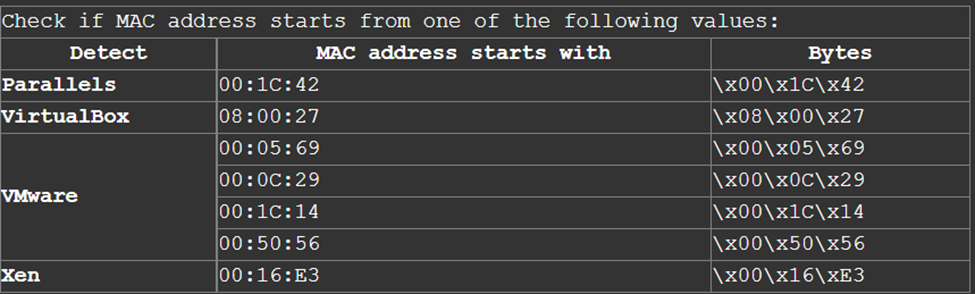 Check if MAC address starts from one of the following values:
Detect MAC address starts with Bytes
Parallels 00:1C:42 \x00\x1C\x42
VirtualBox 08:00:27 \x08\x00\x27
VMware 00:05:69 \x00\x05\x69
00:0C:29 \x00\x0C\x29
00:1C:14 \x00\x1C\x14
00:50:56 \x00\x50\x56
Xen 00:16:E3 \x00\x16\xE3